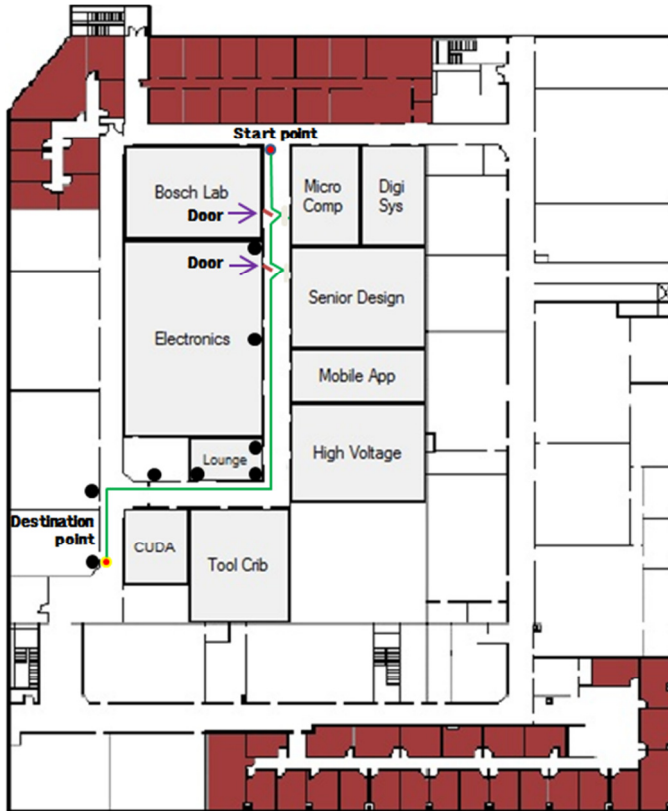 Start point
Bosch Lab
Micro
Comp
Digi
Sys
Door
Door
Senior Design
Electronics
Mobile App
Lounge
High Voltage
Destination
point
CUDA
Tool Crib